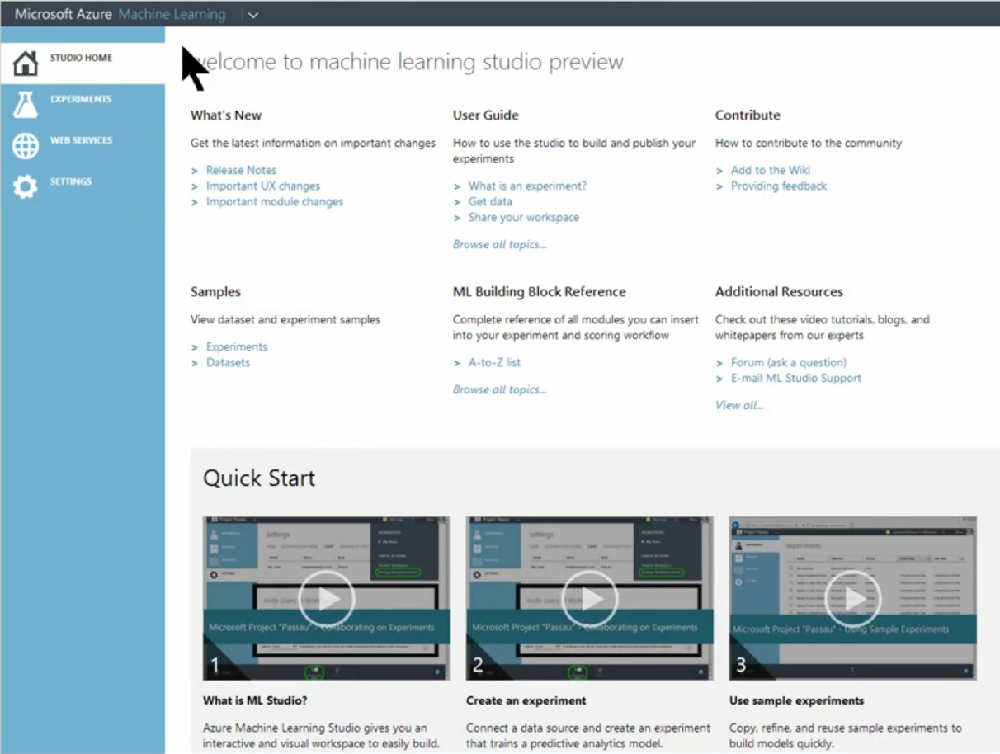 Microsoft Azure Machine Learning
STUDIO HOME
EXPERIMENTS
WEB SERVICES
SETTINGS
welcome to machine learning studio preview
What's New
Get the latest information on important changes
> Release Notes
> Important UX changes
> Important module changes
User Guide
How to use the studio to build and publish your
experiments
> What is an experiment?
> Get data
> Share your workspace
Browse all topics...
Contribute
How to contribute to the community
> Add to the Wiki
> Providing feedback
Samples
View dataset and experiment samples
> Experiments
> Datasets
ML Building Block Reference
Complete reference of all modules you can insert
into your experiment and scoring workflow
> A-to-Z list
Browse all topics...
Additional Resources
Check out these video tutorials, blogs, and
whitepapers from our experts
> Forum (ask a question)
> E-mail ML Studio Support
View all...
Quick Start
settings
Microsoft Project "Passau" - Collaborating on Experiments
1
What is ML Studio?
Azure Machine Learning Studio gives you an
interactive and visual workspace to easily build,
settings
Microsoft Project "Passau" - Collaborating on Experiments
2
Create an experiment
Connect a data source and create an experiment
that trains a predictive analytics model.
experiments
Microsoft Project "Passau" - Using Sample Experiments
3
Use sample experiments
Copy, refine, and reuse sample experiments to
build models quickly.